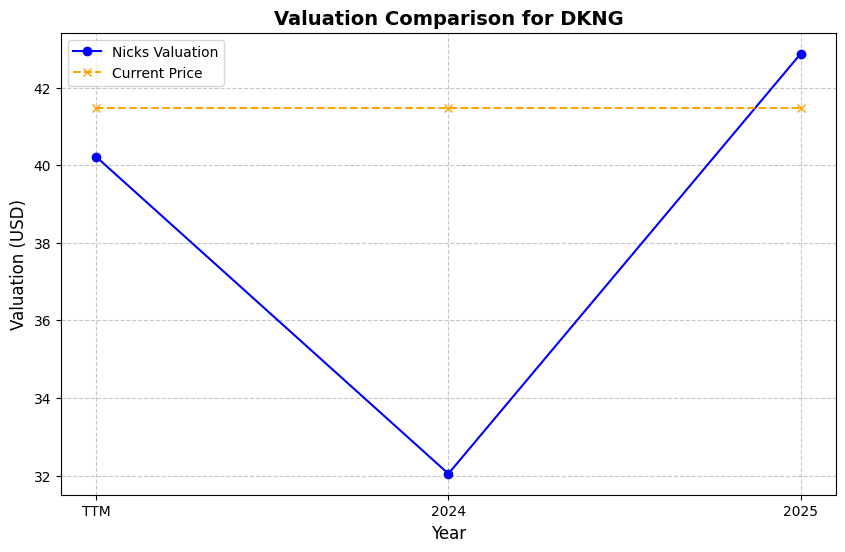 Valuation Comparison for DKNG
Nicks Valuation
Current Price
Valuation (USD)
42
40
38
36
34
32
TTM
2024
2025
Year